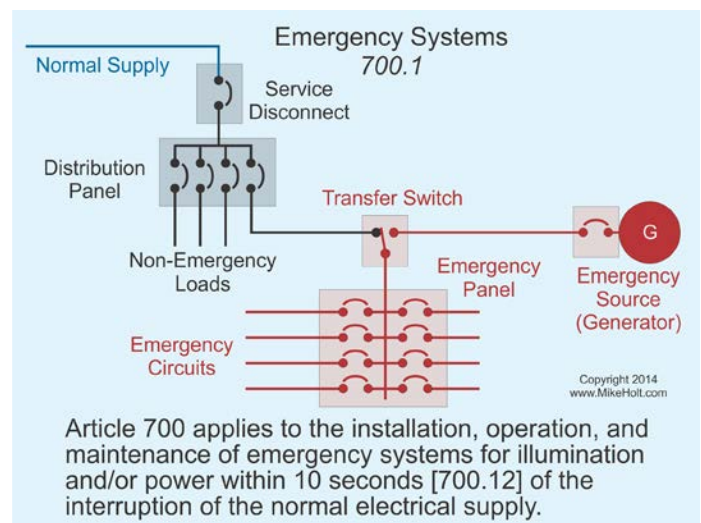 Emergency Systems
700.1
Normal Supply
Service
Disconnect
Distribution
Panel
Transfer Switch
G
Non-Emergency
Loads
Emergency
Panel
Emergency
Source
(Generator)
Emergency
Circuits
Copyright 2014
www.MikeHolt.com
Article 700 applies to the installation, operation, and
maintenance of emergency systems for illumination
and/or power within 10 seconds [700.12] of the
interruption of the normal electrical supply.